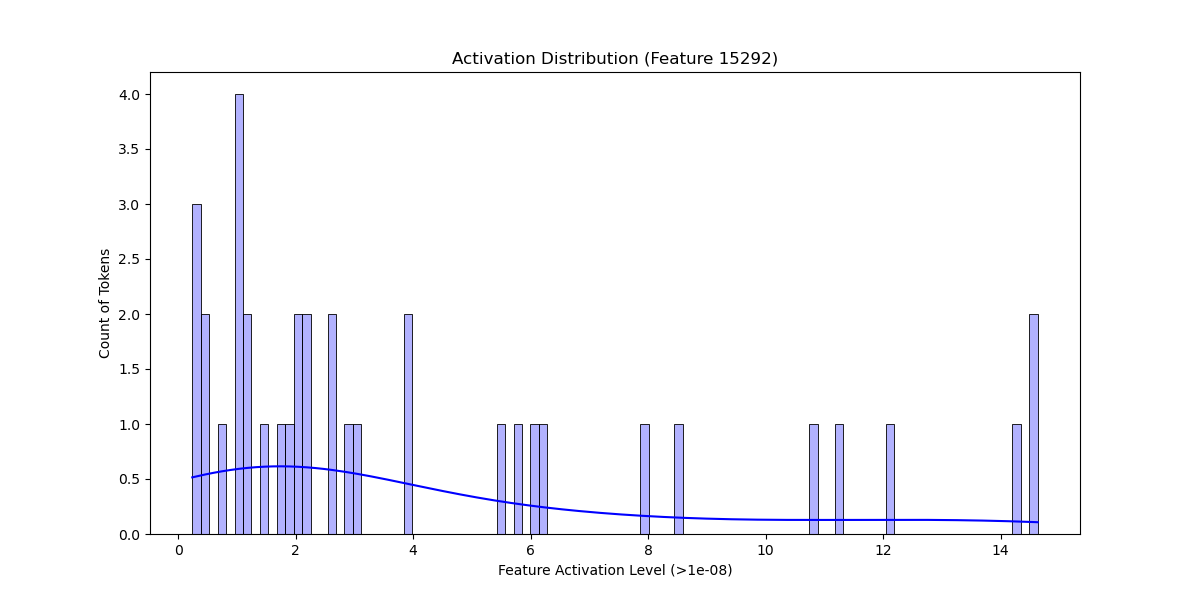 Activation Distribution (Feature 15292)
4.0
3.5
3.0
2.5
2.0
1.5
1.0
0.5
0.0
Count of Tokens
0 2 4 6 8 10 12 14
Feature Activation Level (>1e-08)